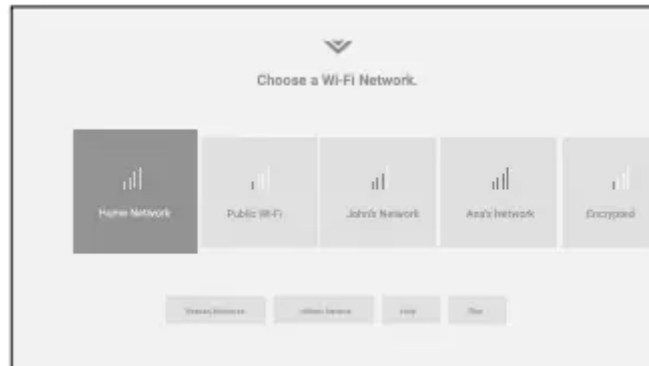 Choose a Wi-Fi Network.
Home Network
Public Wi-Fi
John's Network
Ana's Network
Encrypted